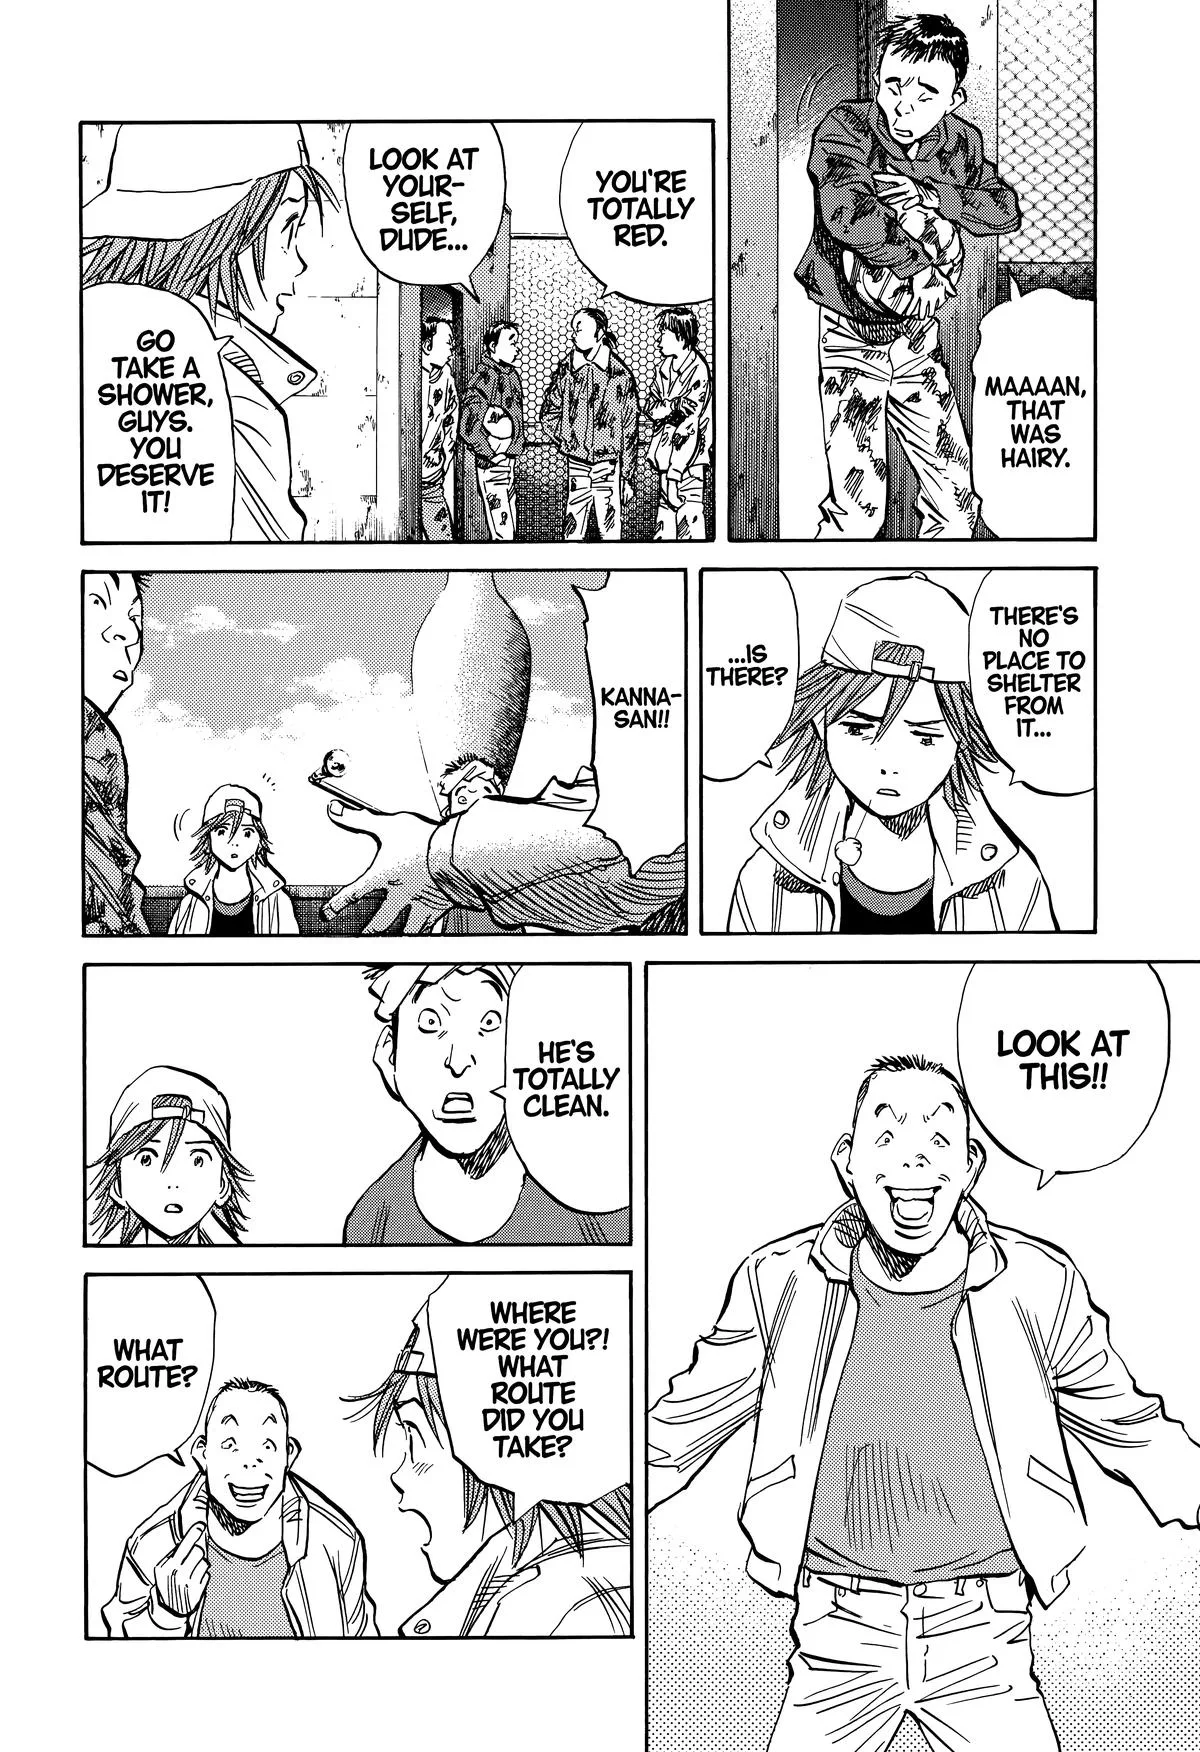 MAAAAN,
THAT
WAS
HAIRY.
YOU'RE
TOTALLY
RED.
LOOK AT
YOUR-
SELF,
DUDE...
GO
TAKE A
SHOWER,
GUYS.
YOU
DESERVE
IT!
THERE'S
NO
PLACE TO
SHELTER
FROM
IT...
...IS
THERE?
KANNA-
SAN!!
LOOK AT
THIS!!
HE'S
TOTALLY
CLEAN.
WHERE
WERE YOU?!
WHAT
ROUTE
DID YOU
TAKE?
WHAT
ROUTE?